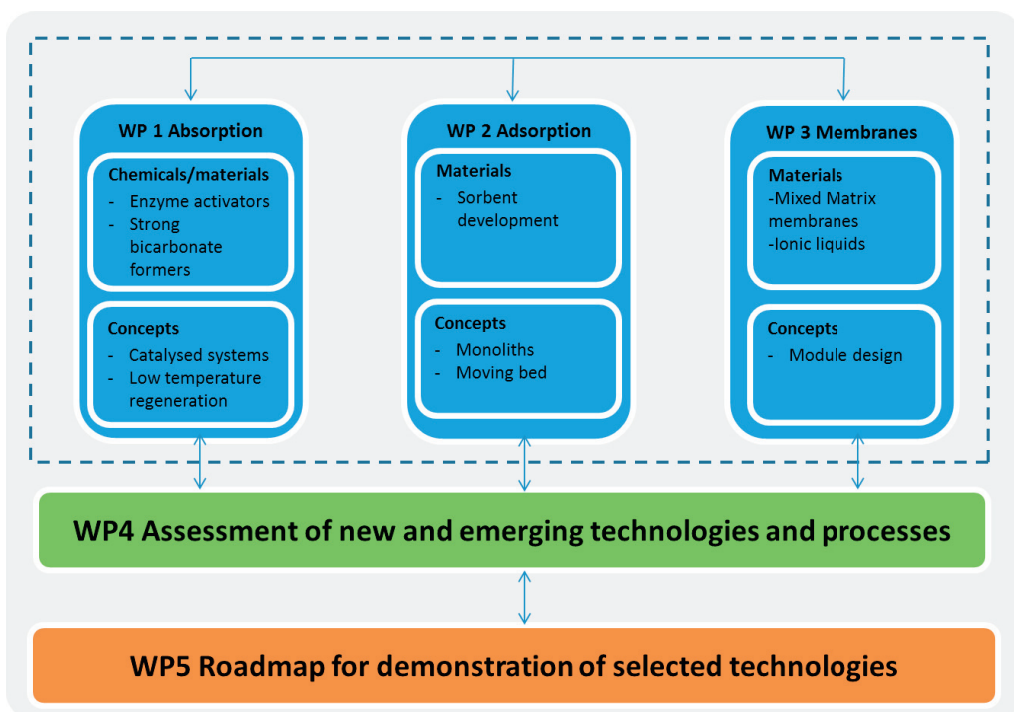 WP 1 Absorption
Chemicals/materials
- Enzyme activators
- Strong
bicarbonate
formers
Concepts
- Catalysed systems
- Low temperature
regeneration
WP 2 Adsorption
Materials
- Sorbent
development
Concepts
- Monoliths
- Moving bed
WP 3 Membranes
Materials
-Mixed Matrix
membranes
-Ionic liquids
Concepts
- Module design
WP4 Assessment of new and emerging technologies and processes
WP5 Roadmap for demonstration of selected technologies